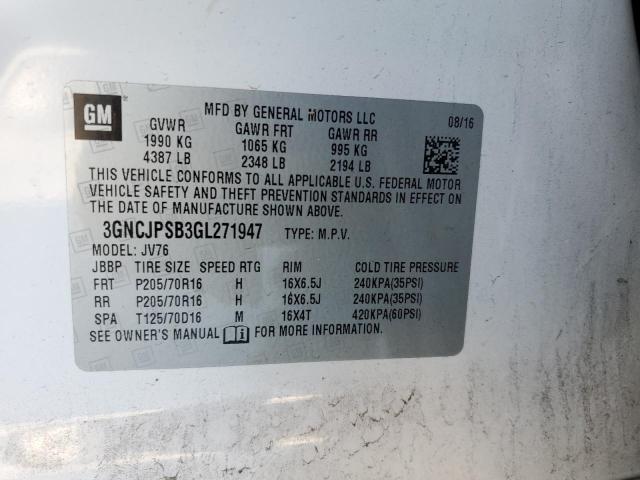 GM
MFD BY GENERAL MOTORS LLC 08/16
GVWR GAWR FRT GAWR RR
1990 KG 1065 KG 995 KG
4387 LB 2348 LB 2194 LB
THIS VEHICLE CONFORMS TO ALL APPLICABLE U.S. FEDERAL MOTOR
VEHICLE SAFETY AND THEFT PREVENTION STANDARDS IN EFFECT ON
THE DATE OF MANUFACTURE SHOWN ABOVE.
3GNCJPSB3GL271947 TYPE: M.P.V.
MODEL: JV76
JBBP TIRE SIZE SPEED RTG RIM COLD TIRE PRESSURE
FRT P205/70R16 H 16X6.5J 240KPA(35PSI)
RR P205/70R16 H 16X6.5J 240KPA(35PSI)
SPA T125/70D16 M 16X4T 420KPA(60PSI)
SEE OWNER'S MANUAL FOR MORE INFORMATION.